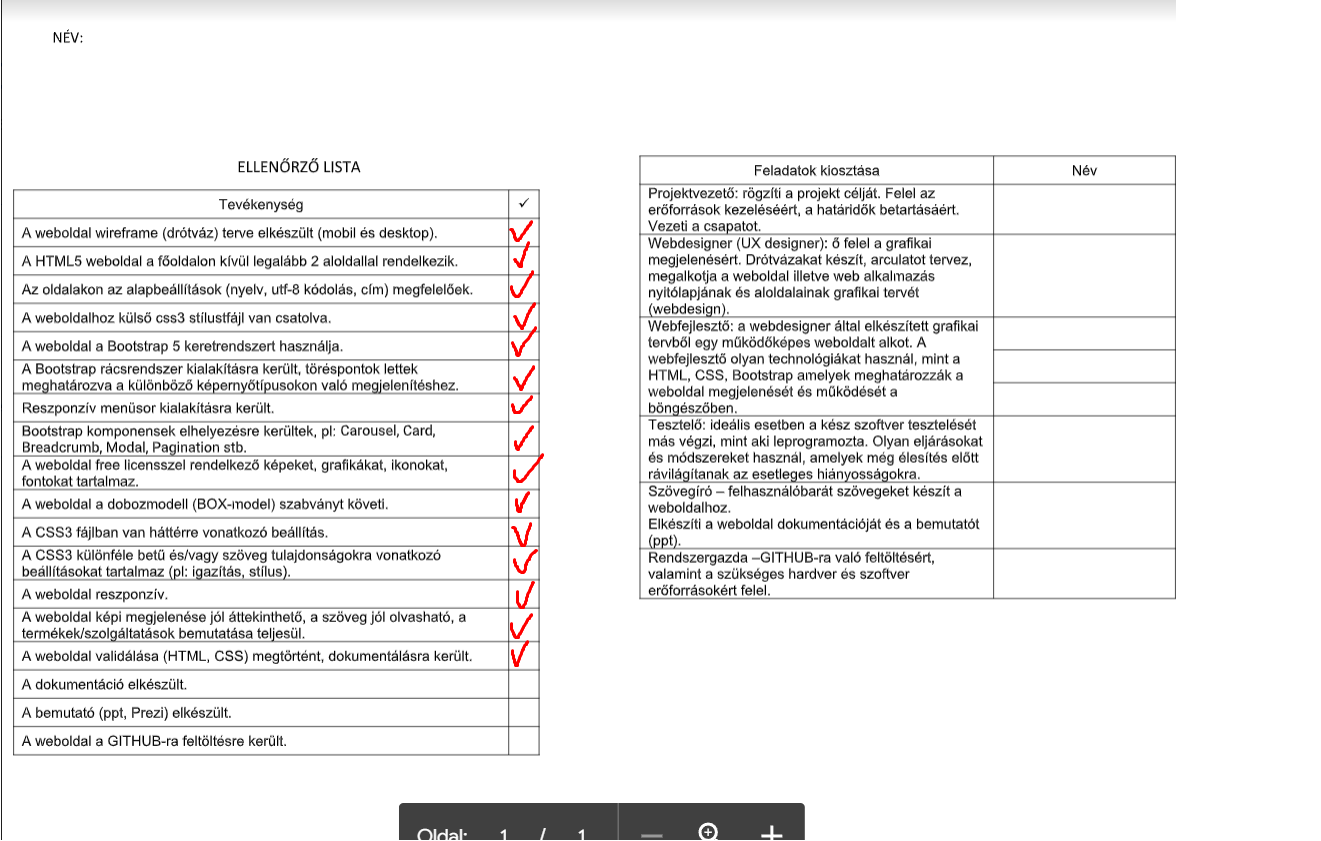 NÉV:
ELLENŐRZŐ LISTA
Tevékenység ✓
A weboldal wireframe (drótváz) terve elkészült (mobil és desktop). ✓
A HTML5 weboldal a főoldalon kívül legalább 2 aloldallal rendelkezik. ✓
Az oldalakon az alapbeállítások (nyelv, utf-8 kódolás, cím) megfelelőek. ✓
A weboldalhoz külső css3 stílustfájl van csatolva. ✓
A weboldal a Bootstrap 5 keretrendszert használja. ✓
A Bootstrap rácsrendszer kialakításra került, töréspontok lettek
meghatározva a különböző képernyőtípusokon való megjelenítéshez. ✓
Reszponzív menüsor kialakításra került. ✓
Bootstrap komponensek elhelyezésre kerültek, pl: Carousel, Card,
Breadcrumb, Modal, Pagination stb. ✓
A weboldal free licensszel rendelkező képeket, grafikákat, ikonokat,
fontokat tartalmaz. ✓
A weboldal a dobozmodell (BOX-model) szabványt követi. ✓
A CSS3 fájlban van háttérre vonatkozó beállítás. ✓
A CSS3 különféle betű és/vagy szöveg tulajdonságokra vonatkozó
beállításokat tartalmaz (pl: igazítás, stílus). ✓
A weboldal reszponzív. ✓
A weboldal képi megjelenése jól áttekinthető, a szöveg jól olvasható, a
termékek/szolgáltatások bemutatása teljesül. ✓
A weboldal validálása (HTML, CSS) megtörtént, dokumentálásra került. ✓
A dokumentáció elkészült.
A bemutató (ppt, Prezi) elkészült.
A weboldal a GITHUB-ra feltöltésre került.
Feladatok kiosztása Név
Projektvezető: rögzíti a projekt célját. Felel az
erőforrások kezeléséért, a határidők betartásáért.
Vezeti a csapatot.
Webdesigner (UX designer): ő felel a grafikai
megjelenésért. Drótvázakat készít, arculatot tervez,
megalkotja a weboldal illetve web alkalmazás
nyitólapjának és aloldalainak grafikai tervét
(webdesign).
Webfejlesztő: a webdesigner által elkészített grafikai
tervből egy működőképes weboldalt alkot. A
webfejlesztő olyan technológiákat használ, mint a
HTML, CSS, Bootstrap amelyek meghatározzák a
weboldal megjelenését és működését a
böngészőben.
Tesztelő: ideális esetben a kész szoftver tesztelését
más végzi, mint aki leprogramozta. Olyan eljárásokat
és módszereket használ, amelyek még élesítés előtt
rávilágítanak az esetleges hiányosságokra.
Szövegíró – felhasználóbarát szövegeket készít a
weboldalhoz.
Elkészíti a weboldal dokumentációját és a bemutatót
(ppt).
Rendszergazda –GITHUB-ra való feltöltésért,
valamint a szükséges hardver és szoftver
erőforrásokért felel.
Oldal: 1 / 1